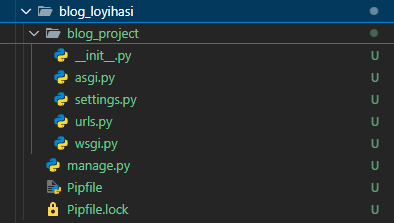 blog_loyihasi
blog_project
__init__.py U
asgi.py U
settings.py U
urls.py U
wsgi.py U
manage.py U
Pipfile U
Pipfile.lock U